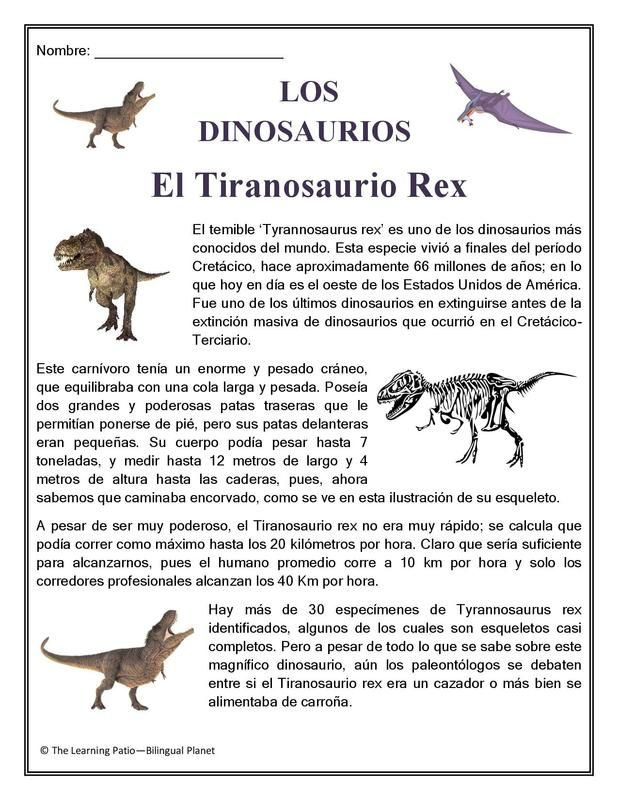 Nombre: ________________________
LOS
DINOSAURIOS
El Tiranosaurio Rex
El temible ‘Tyrannosaurus rex’ es uno de los dinosaurios más
conocidos del mundo. Esta especie vivió a finales del período
Cretácico, hace aproximadamente 66 millones de años; en lo
que hoy en día es el oeste de los Estados Unidos de América.
Fue uno de los últimos dinosaurios en extinguirse antes de la
extinción masiva de dinosaurios que ocurrió en el Cretácico-
Terciario.
Este carnívoro tenía un enorme y pesado cráneo,
que equilibraba con una cola larga y pesada. Poseía
dos grandes y poderosas patas traseras que le
permitían ponerse de pié, pero sus patas delanteras
eran pequeñas. Su cuerpo podía pesar hasta 7
toneladas, y medir hasta 12 metros de largo y 4
metros de altura hasta las caderas, pues, ahora
sabemos que caminaba encorvado, como se ve en esta ilustración de su esqueleto.
A pesar de ser muy poderoso, el Tiranosaurio rex no era muy rápido; se calcula que
podía correr como máximo hasta los 20 kilómetros por hora. Claro que sería suficiente
para alcanzarnos, pues el humano promedio corre a 10 km por hora y solo los
corredores profesionales alcanzan los 40 Km por hora.
Hay más de 30 especímenes de Tyrannosaurus rex
identificados, algunos de los cuales son esqueletos casi
completos. Pero a pesar de todo lo que se sabe sobre este
magnífico dinosaurio, aún los paleontólogos se debaten
entre si el Tiranosaurio rex era un cazador o más bien se
alimentaba de carroña.
© The Learning Patio—Bilingual Planet